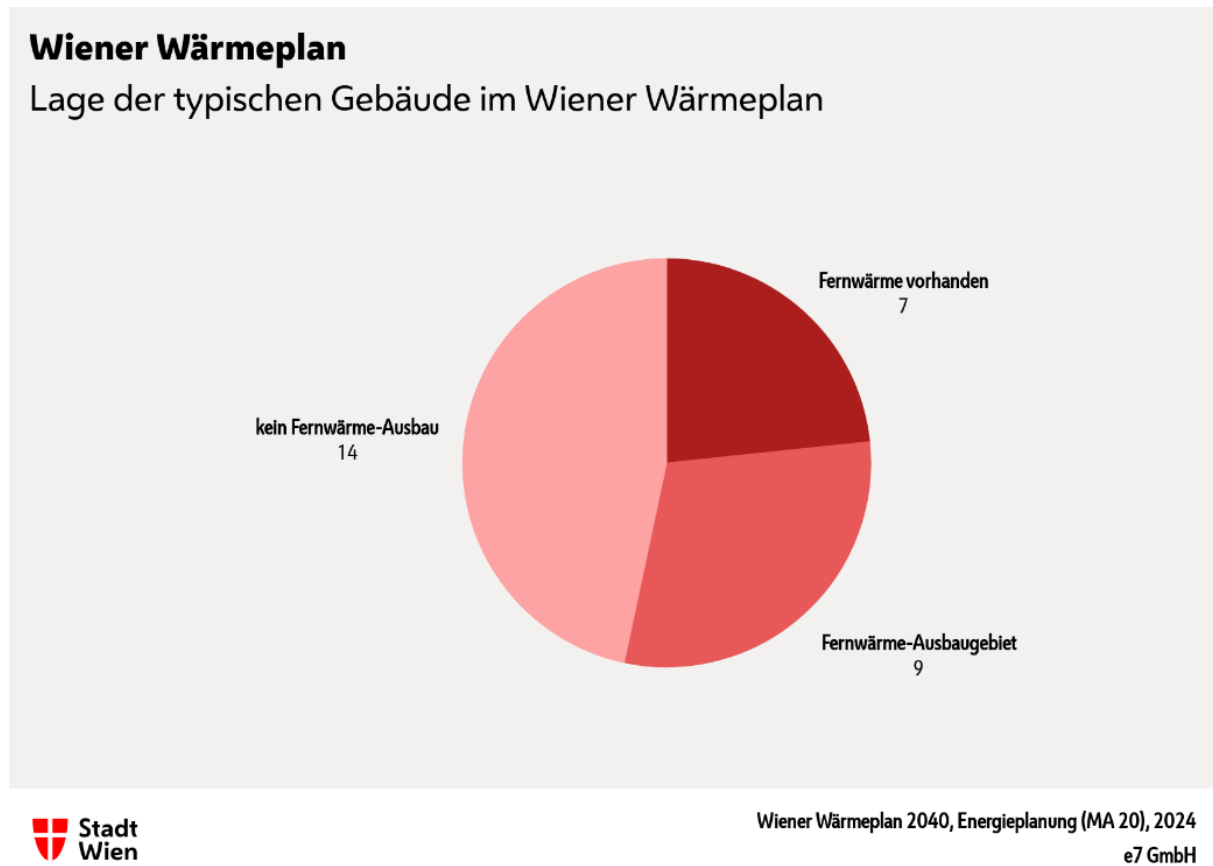 Wiener Wärmeplan
Lage der typischen Gebäude im Wiener Wärmeplan
Fernwärme vorhanden
7
kein Fernwärme-Ausbau
14
Fernwärme-Ausbaugebiet
9
Stadt
Wien
Wiener Wärmeplan 2040, Energieplanung (MA 20), 2024
e7 GmbH